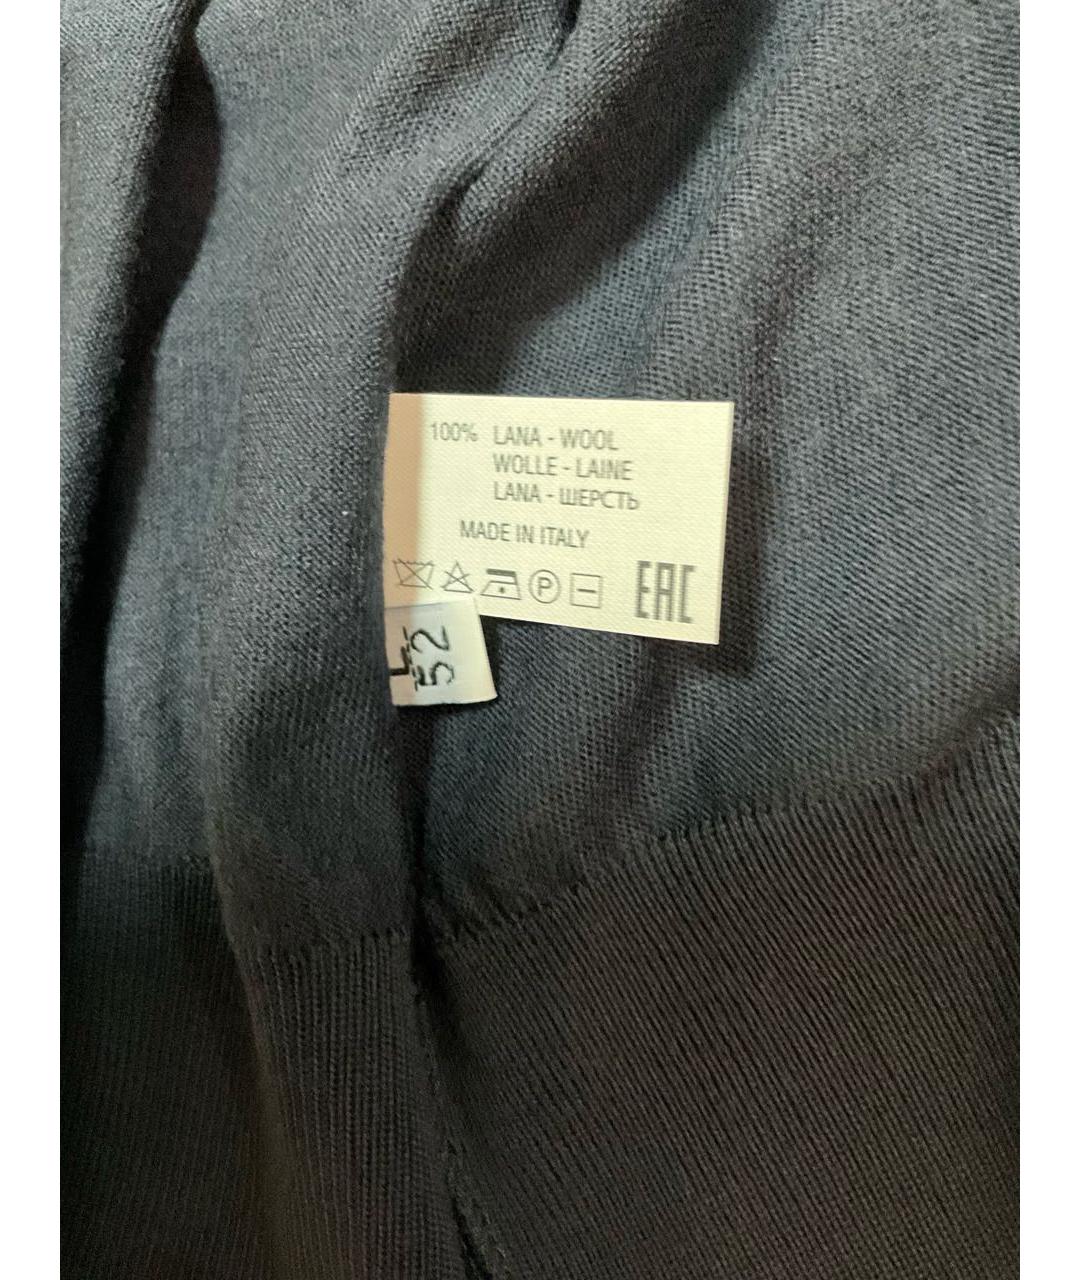 100% LANA - WOOL
WOLLE - LAINE
LANA - ШЕРСТЬ
MADE IN ITALY
P
EAC
L
52